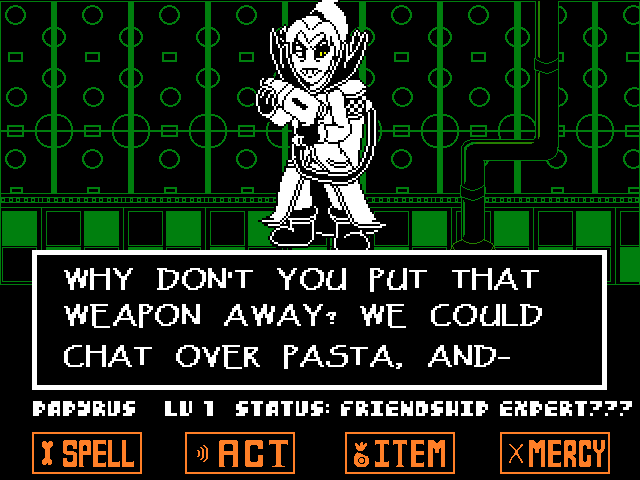 WHY DON'T YOU PUT THAT
WEAPON AWAY? WE COULD
CHAT OVER PASTA, AND-
PAPYRUS LV 1 STATUS: FRIENDSHIP EXPERT???
SPELL ACT ITEM MERCY